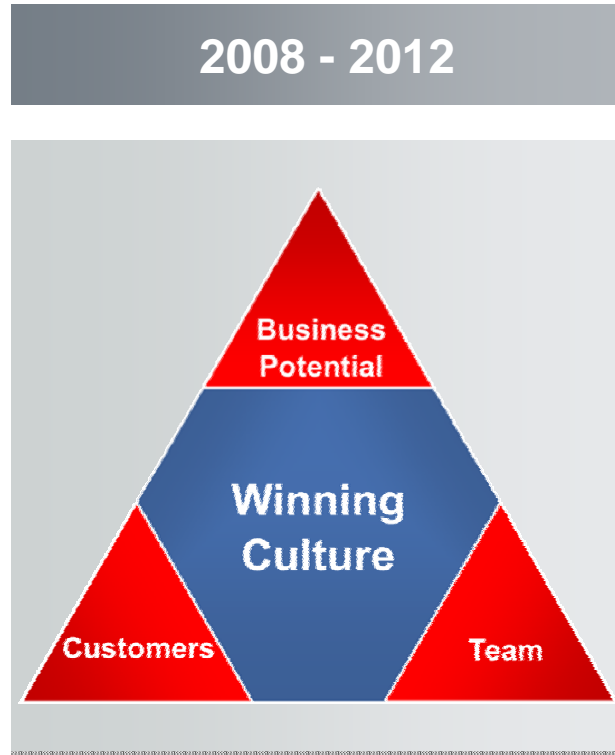 2008 - 2012
Business
Potential
Winning
Culture
Customers
Team